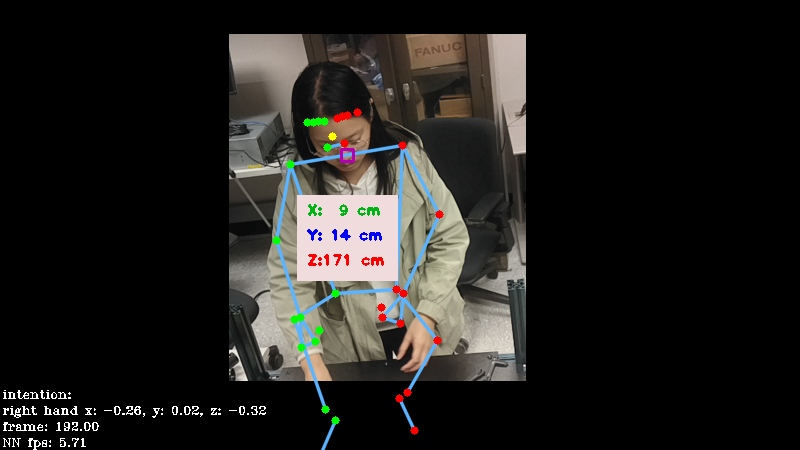 FANUC
X: 9 cm
Y: 14 cm
Z:171 cm
intention:
right hand x: -0.26, y: 0.02, z: -0.32
frame: 192.00
NN fps: 5.71